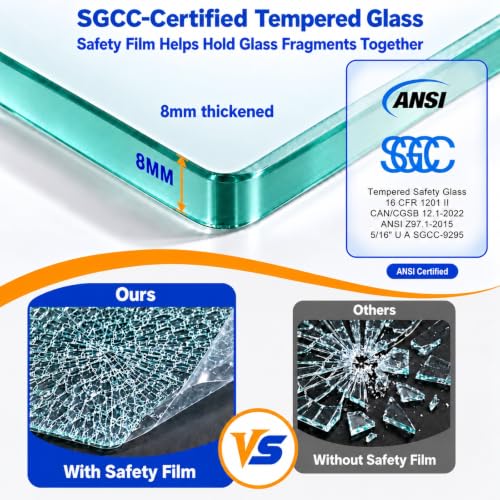 SGCC-Certified Tempered Glass
Safety Film Helps Hold Glass Fragments Together
8mm thickened
8MM
ANSI
SGCC
Tempered Safety Glass
16 CFR 1201 II
CAN/CGSB 12.1-2022
ANSI Z97.1-2015
5/16" U A SGCC-9295
ANSI Certified
Ours
Others
VS
With Safety Film
Without Safety Film